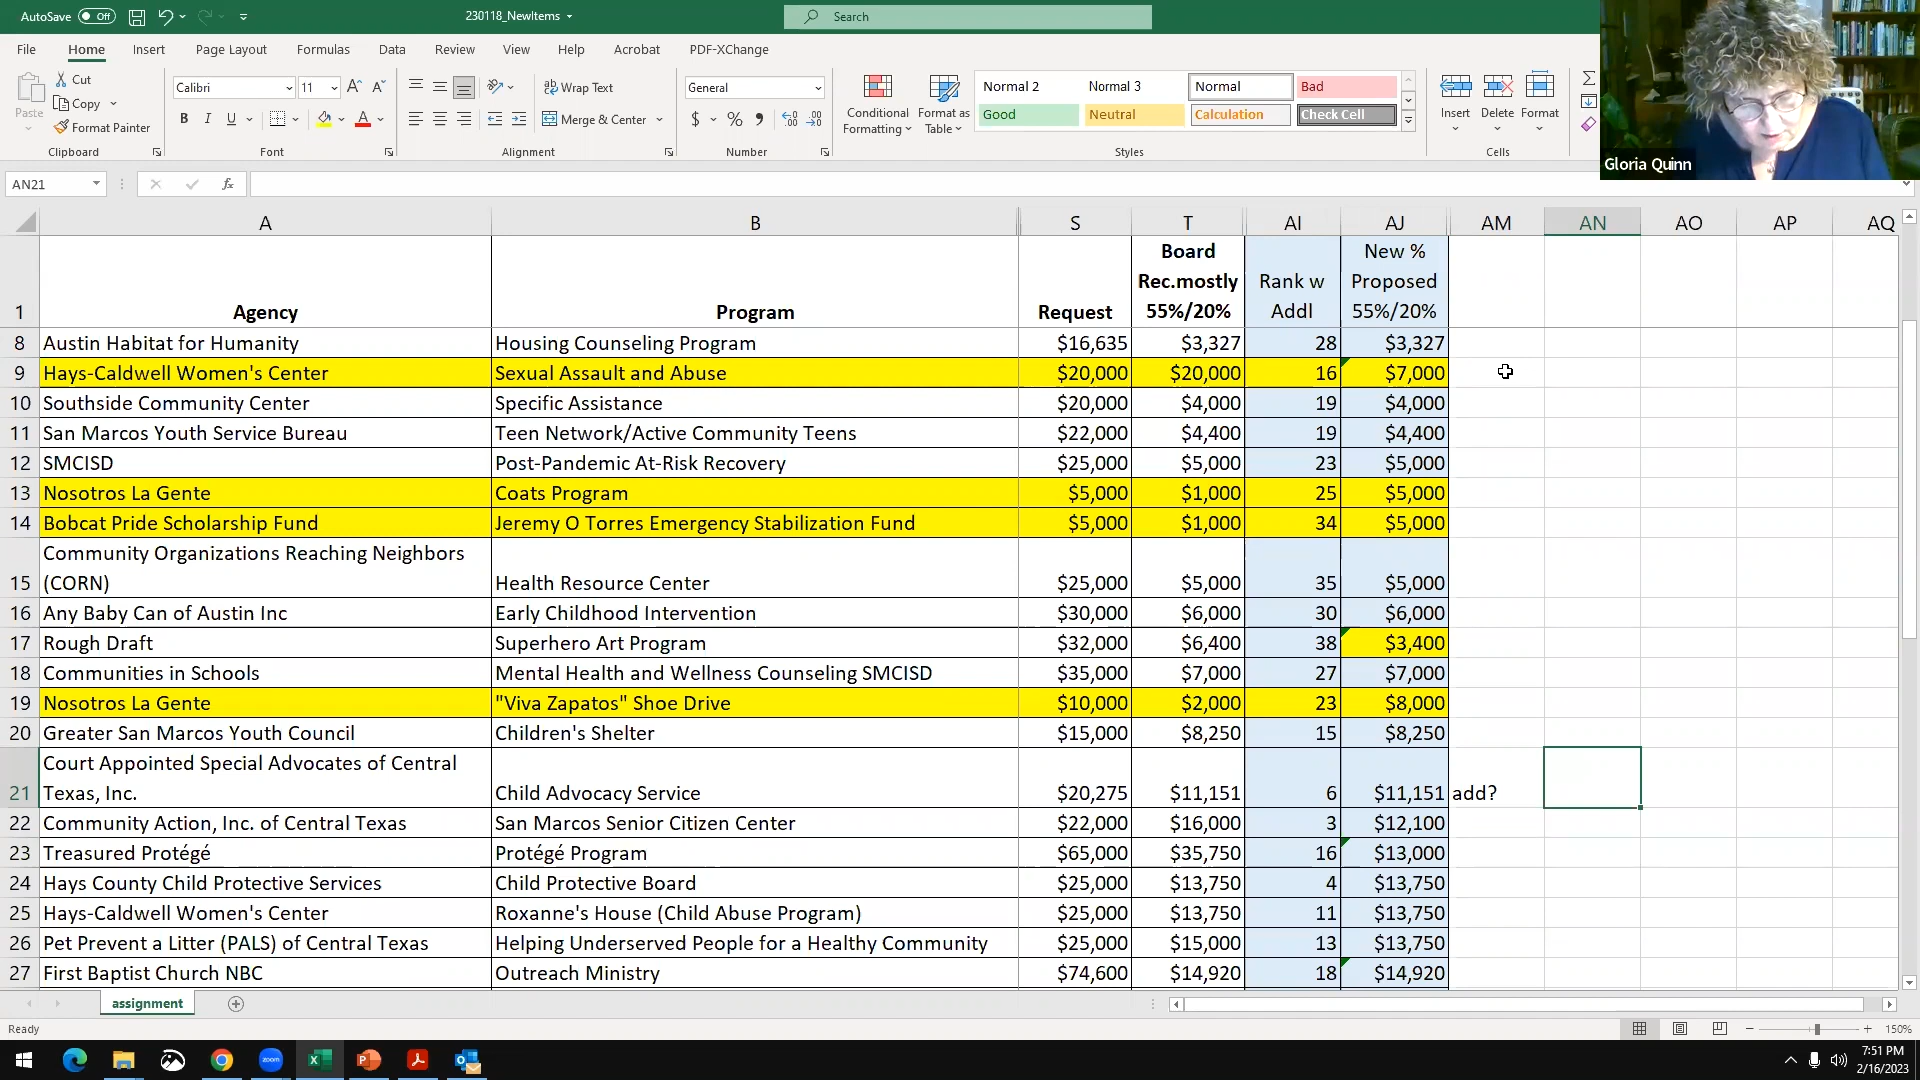 AutoSave Off 230118_NewItems Search
File Home Insert Page Layout Formulas Data Review View Help Acrobat PDF-XChange
Paste Cut Copy Format Painter Clipboard
Calibri 11 B I U Font
Wrap Text Merge & Center Alignment
General $ % Number
Conditional Formatting Format as Table
Normal 2 Normal 3 Normal Bad
Good Neutral Calculation Check Cell
Styles
Insert Delete Format
Cells
Gloria Quinn
AN21 fx
A B S T AI AJ AM AN AO AP AQ
1 Agency Program Request Board Rec.mostly 55%/20% Rank w Addl New % Proposed 55%/20%
8 Austin Habitat for Humanity Housing Counseling Program $16,635 $3,327 28 $3,327
9 Hays-Caldwell Women's Center Sexual Assault and Abuse $20,000 $20,000 16 $7,000
10 Southside Community Center Specific Assistance $20,000 $4,000 19 $4,000
11 San Marcos Youth Service Bureau Teen Network/Active Community Teens $22,000 $4,400 19 $4,400
12 SMCISD Post-Pandemic At-Risk Recovery $25,000 $5,000 23 $5,000
13 Nosotros La Gente Coats Program $5,000 $1,000 25 $5,000
14 Bobcat Pride Scholarship Fund Jeremy O Torres Emergency Stabilization Fund $5,000 $1,000 34 $5,000
Community Organizations Reaching Neighbors
15 (CORN) Health Resource Center $25,000 $5,000 35 $5,000
16 Any Baby Can of Austin Inc Early Childhood Intervention $30,000 $6,000 30 $6,000
17 Rough Draft Superhero Art Program $32,000 $6,400 38 $3,400
18 Communities in Schools Mental Health and Wellness Counseling SMCISD $35,000 $7,000 27 $7,000
19 Nosotros La Gente "Viva Zapatos" Shoe Drive $10,000 $2,000 23 $8,000
20 Greater San Marcos Youth Council Children's Shelter $15,000 $8,250 15 $8,250
Court Appointed Special Advocates of Central
21 Texas, Inc. Child Advocacy Service $20,275 $11,151 6 $11,151 add?
22 Community Action, Inc. of Central Texas San Marcos Senior Citizen Center $22,000 $16,000 3 $12,100
23 Treasured Protégé Protégé Program $65,000 $35,750 16 $13,000
24 Hays County Child Protective Services Child Protective Board $25,000 $13,750 4 $13,750
25 Hays-Caldwell Women's Center Roxanne's House (Child Abuse Program) $25,000 $13,750 11 $13,750
26 Pet Prevent a Litter (PALS) of Central Texas Helping Underserved People for a Healthy Community $25,000 $15,000 13 $13,750
27 First Baptist Church NBC Outreach Ministry $74,600 $14,920 18 $14,920
assignment
Ready 150%
zoom
7:51 PM
2/16/2023